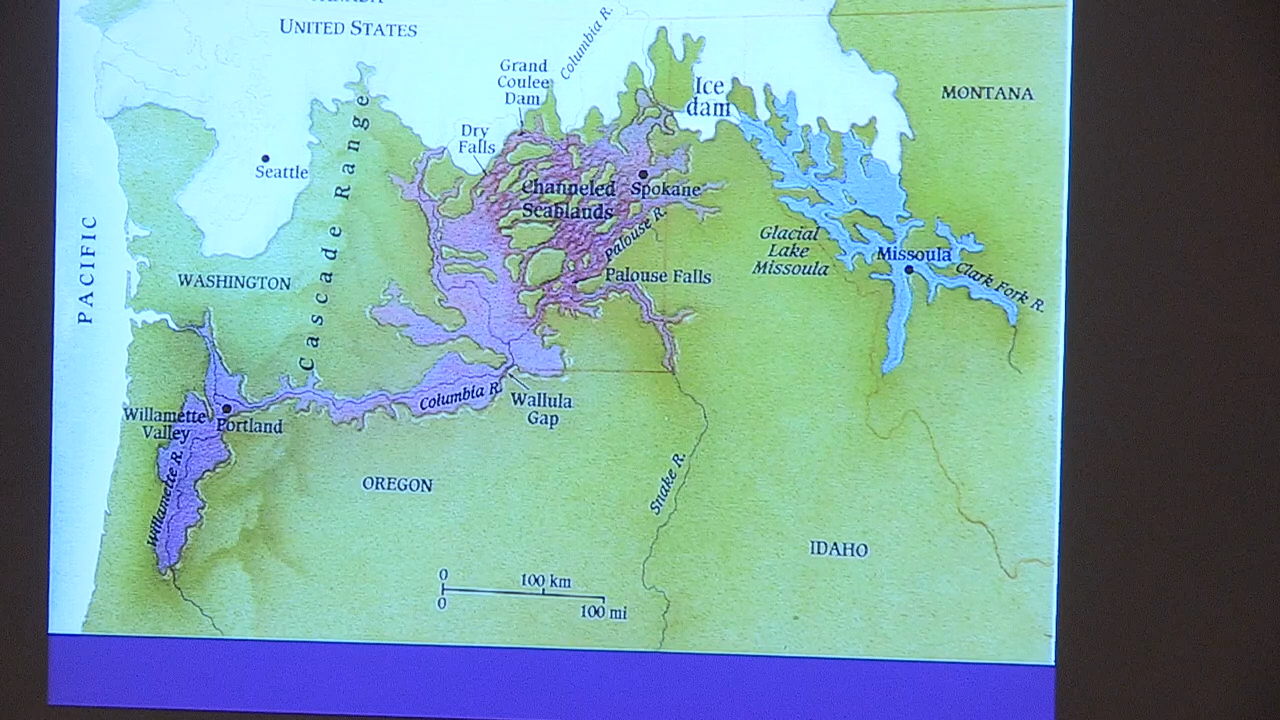 CANADA
UNITED STATES
Columbia R.
Grand
Coulee
Dam
Ice
dam
MONTANA
Dry
Falls
Seattle
Cascade Range
Channeled
Scablands
Spokane
Palouse R.
Palouse Falls
Glacial
Lake
Missoula
Missoula
Clark Fork R.
PACIFIC
WASHINGTON
Columbia R.
Wallula
Gap
Willamette
Valley
Portland
Willamette R.
OREGON
Snake R.
IDAHO
0
100 km
0
100 mi